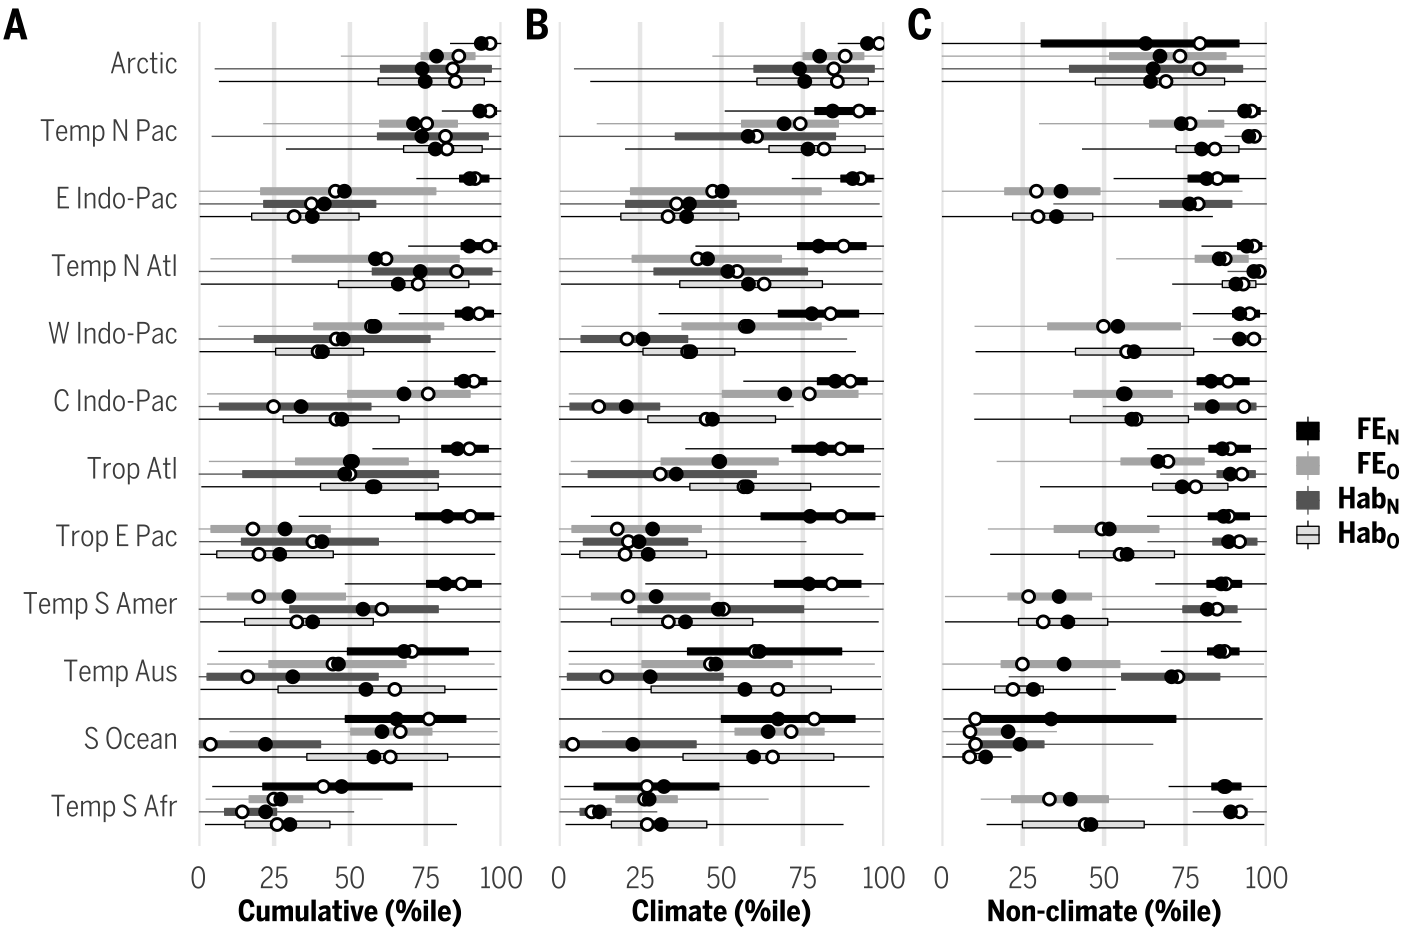 A B C
Arctic
Temp N Pac
E Indo-Pac
Temp N Atl
W Indo-Pac
C Indo-Pac
Trop Atl
Trop E Pac
Temp S Amer
Temp Aus
S Ocean
Temp S Afr
FE_N
FE_O
Hab_N
Hab_O
0 25 50 75 100 0 25 50 75 100 0 25 50 75 100
Cumulative (%ile) Climate (%ile) Non-climate (%ile)